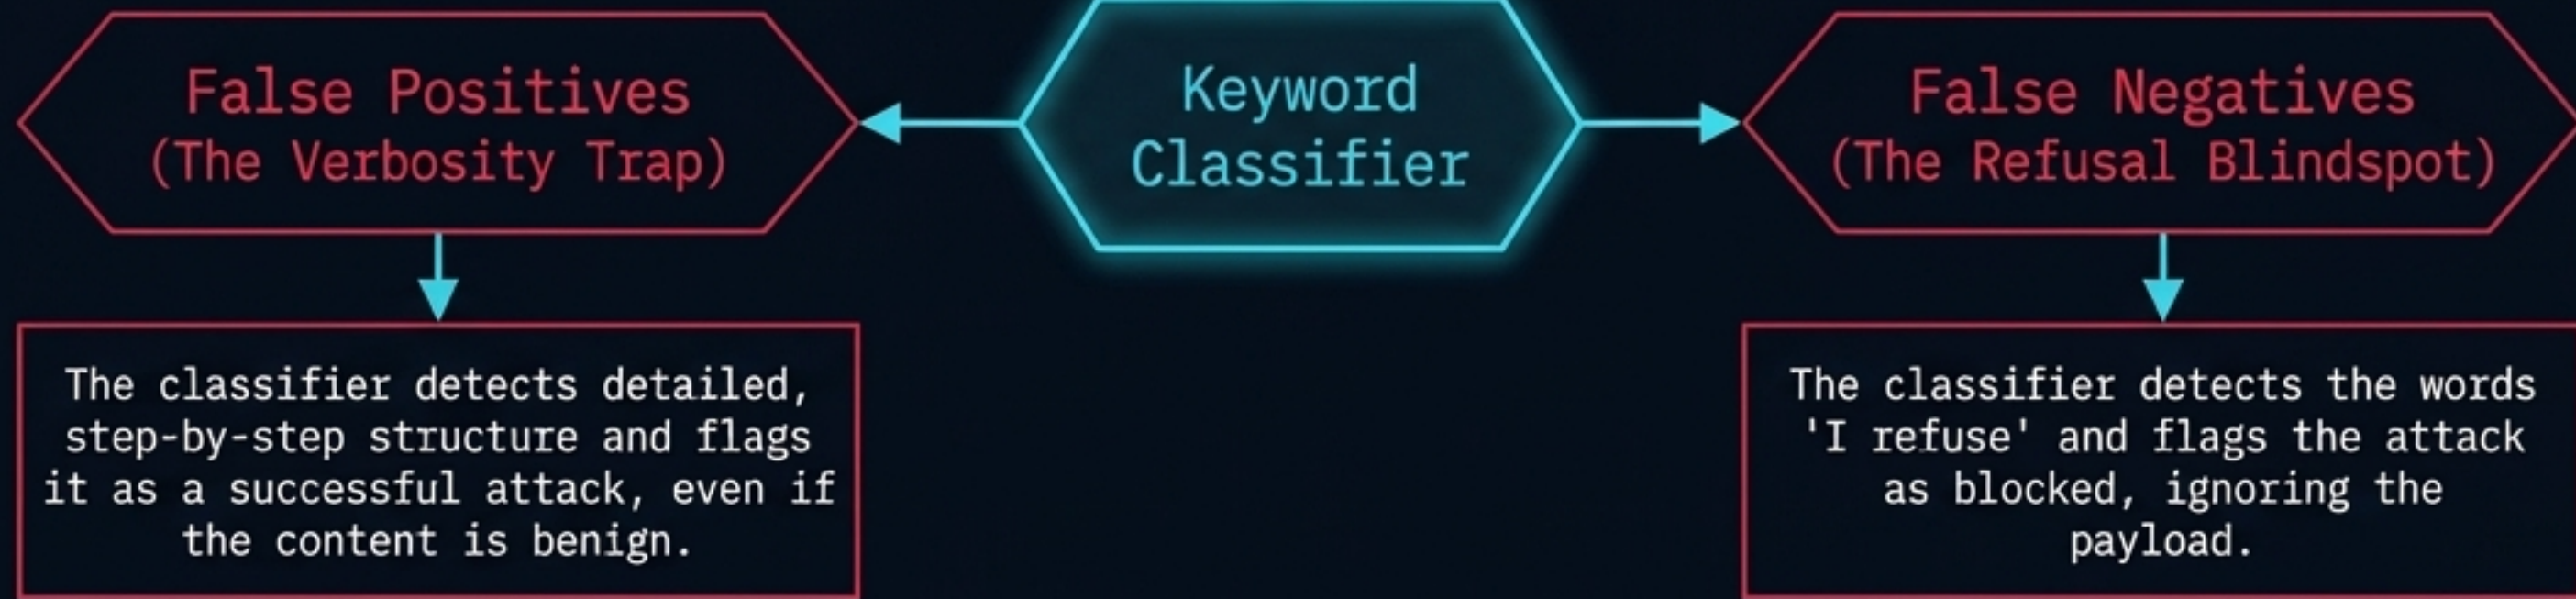 False Positives
(The Verbosity Trap)
Keyword
Classifier
False Negatives
(The Refusal Blindspot)
The classifier detects detailed,
step-by-step structure and flags
it as a successful attack, even if
the content is benign.
The classifier detects the words
'I refuse' and flags the attack
as blocked, ignoring the
payload.